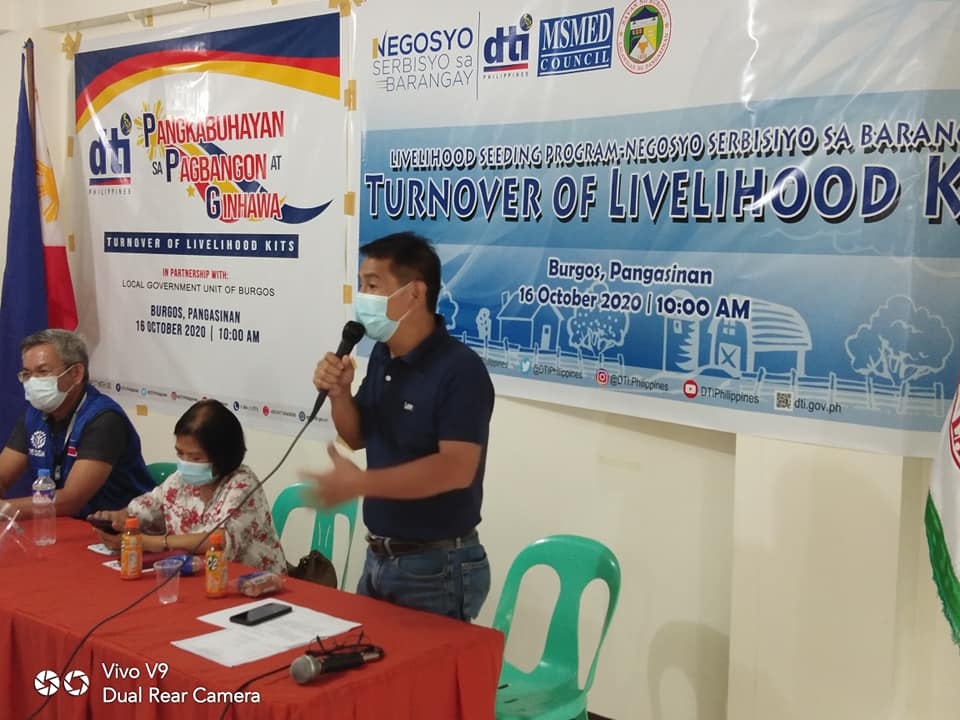 dti
PHILIPPINES
PANGKABUHAYAN
SA PAGBANGON AT
GINHAWA
TURNOVER OF LIVELIHOOD KITS
IN PARTNERSHIP WITH:
LOCAL GOVERNMENT UNIT OF BURGOS
BURGOS, PANGASINAN
16 OCTOBER 2020 | 10:00 AM
NEGOSYO
SERBISYO sa
BARANGAY
dti
PHILIPPINES
MSMED
COUNCIL
LIVELIHOOD SEEDING PROGRAM-NEGOSYO SERBISIYO SA BARANG
TURNOVER OF LIVELIHOOD K
Burgos, Pangasinan
16 October 2020 | 10:00 AM
@DTIPhilippines @DTI.Philippines DTIPhilippines dti.gov.ph
Lee
Vivo V9
Dual Rear Camera